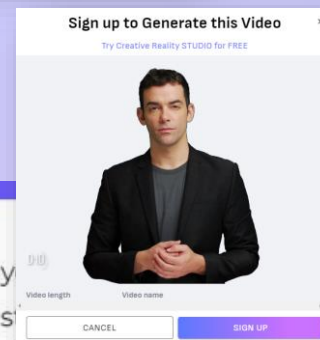 Sign up to Generate this Video
Try Creative Reality STUDIO for FREE
D-ID
Video length Video name
y
s
CANCEL SIGN UP